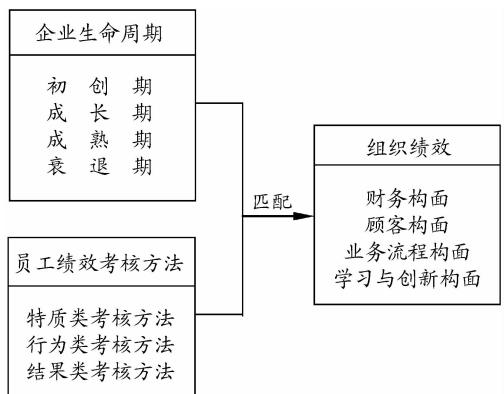 企业生命周期
初创期
成长期
成熟期
衰退期
员工绩效考核方法
特质类考核方法
行为类考核方法
结果类考核方法
匹配
组织绩效
财务构面
顾客构面
业务流程构面
学习与创新构面